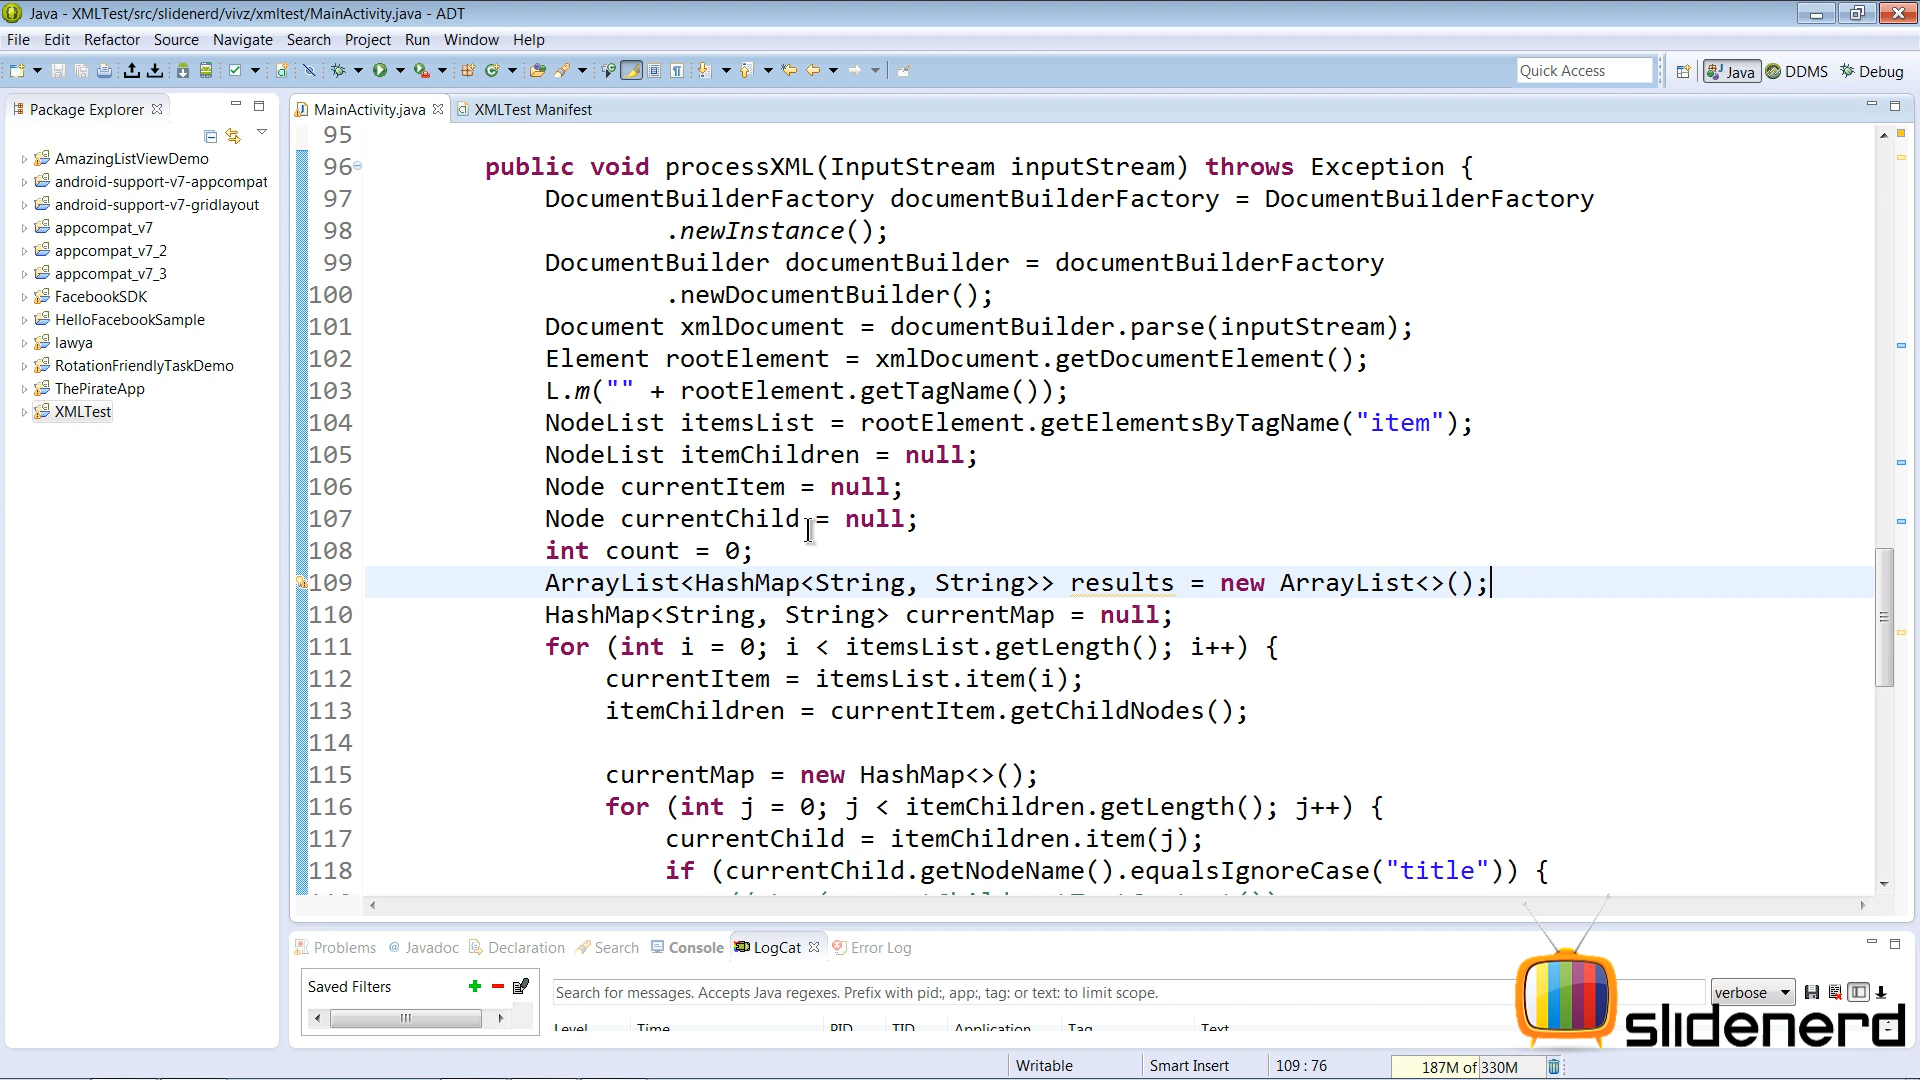 Java - XMLTest/src/slidenerd/vivz/xmltest/MainActivity.java - ADT
File Edit Refactor Source Navigate Search Project Run Window Help
Quick Access
Java DDMS Debug
Package Explorer
AmazingListViewDemo
android-support-v7-appcompat
android-support-v7-gridlayout
appcompat_v7
appcompat_v7_2
appcompat_v7_3
FacebookSDK
HelloFacebookSample
lawya
RotationFriendlyTaskDemo
ThePirateApp
XMLTest
MainActivity.java XMLTest Manifest
95
96 public void processXML(InputStream inputStream) throws Exception {
97 DocumentBuilderFactory documentBuilderFactory = DocumentBuilderFactory
98 .newInstance();
99 DocumentBuilder documentBuilder = documentBuilderFactory
100 .newDocumentBuilder();
101 Document xmlDocument = documentBuilder.parse(inputStream);
102 Element rootElement = xmlDocument.getDocumentElement();
103 L.m("" + rootElement.getTagName());
104 NodeList itemsList = rootElement.getElementsByTagName("item");
105 NodeList itemChildren = null;
106 Node currentItem = null;
107 Node currentChild = null;
108 int count = 0;
109 ArrayList<HashMap<String, String>> results = new ArrayList<>();
110 HashMap<String, String> currentMap = null;
111 for (int i = 0; i < itemsList.getLength(); i++) {
112 currentItem = itemsList.item(i);
113 itemChildren = currentItem.getChildNodes();
114
115 currentMap = new HashMap<>();
116 for (int j = 0; j < itemChildren.getLength(); j++) {
117 currentChild = itemChildren.item(j);
118 if (currentChild.getNodeName().equalsIgnoreCase("title")) {
Problems Javadoc Declaration Search Console LogCat Error Log
Saved Filters
Search for messages. Accepts Java regexes. Prefix with pid:, app:, tag: or text: to limit scope.
verbose
Level Time PID TID Application Tag Text
slidenerd
Writable Smart Insert 109 : 76 187M of 330M